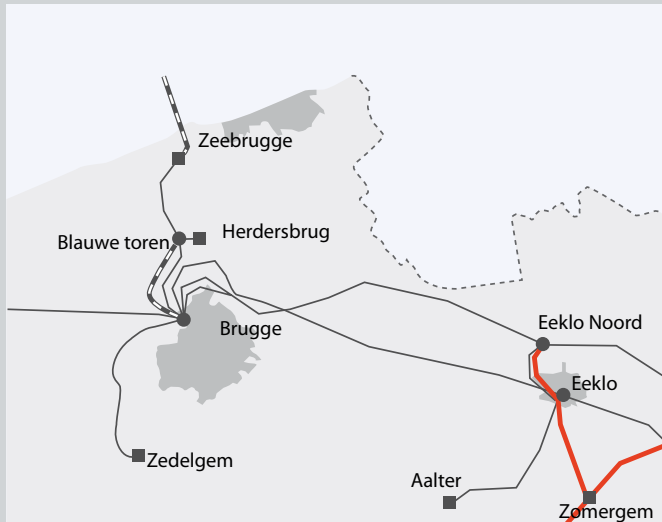 Zeebrugge
Herdersbrug
Blauwe toren
Brugge
Eeklo Noord
Eeklo
Zedelgem
Aalter
Zomergem